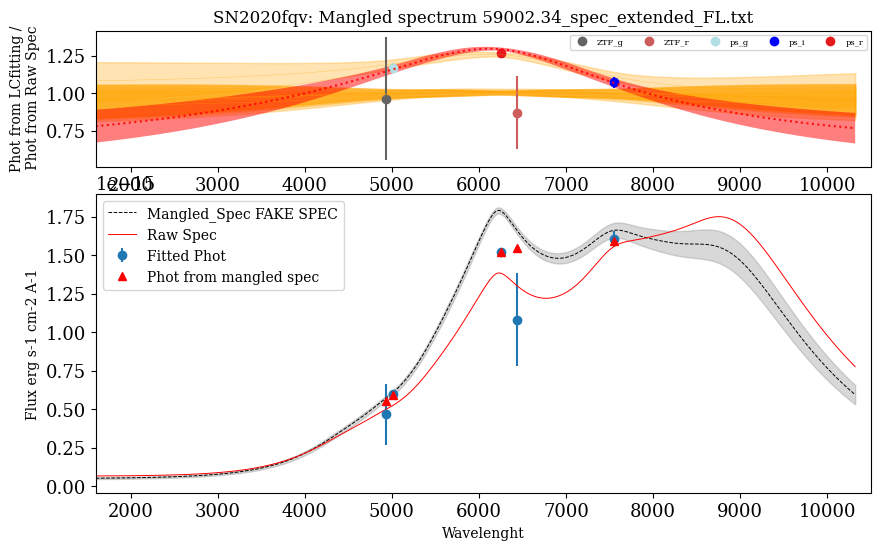 SN2020fqv: Mangled spectrum 59002.34_spec_extended_FL.txt
Phot from LCfitting /
Phot from Raw Spec
1.25
1.00
0.75
ZTF_g
ZTF_r
ps_g
ps_i
ps_r
2000 3000 4000 5000 6000 7000 8000 9000 10000
1e−15
Mangled_Spec FAKE SPEC
Raw Spec
Fitted Phot
Phot from mangled spec
Flux erg s-1 cm-2 A-1
1.75
1.50
1.25
1.00
0.75
0.50
0.25
0.00
2000 3000 4000 5000 6000 7000 8000 9000 10000
Wavelenght